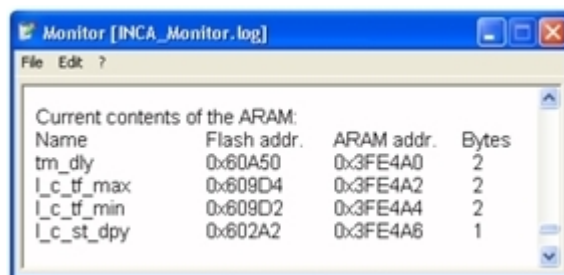 Monitor [INCA_Monitor.log]
File Edit ?
Current contents of the ARAM:
Name Flash addr. ARAM addr. Bytes
tm_dly 0x60A50 0x3FE4A0 2
l_c_tf_max 0x609D4 0x3FE4A2 2
l_c_tf_min 0x609D2 0x3FE4A4 2
l_c_st_dpy 0x602A2 0x3FE4A6 1